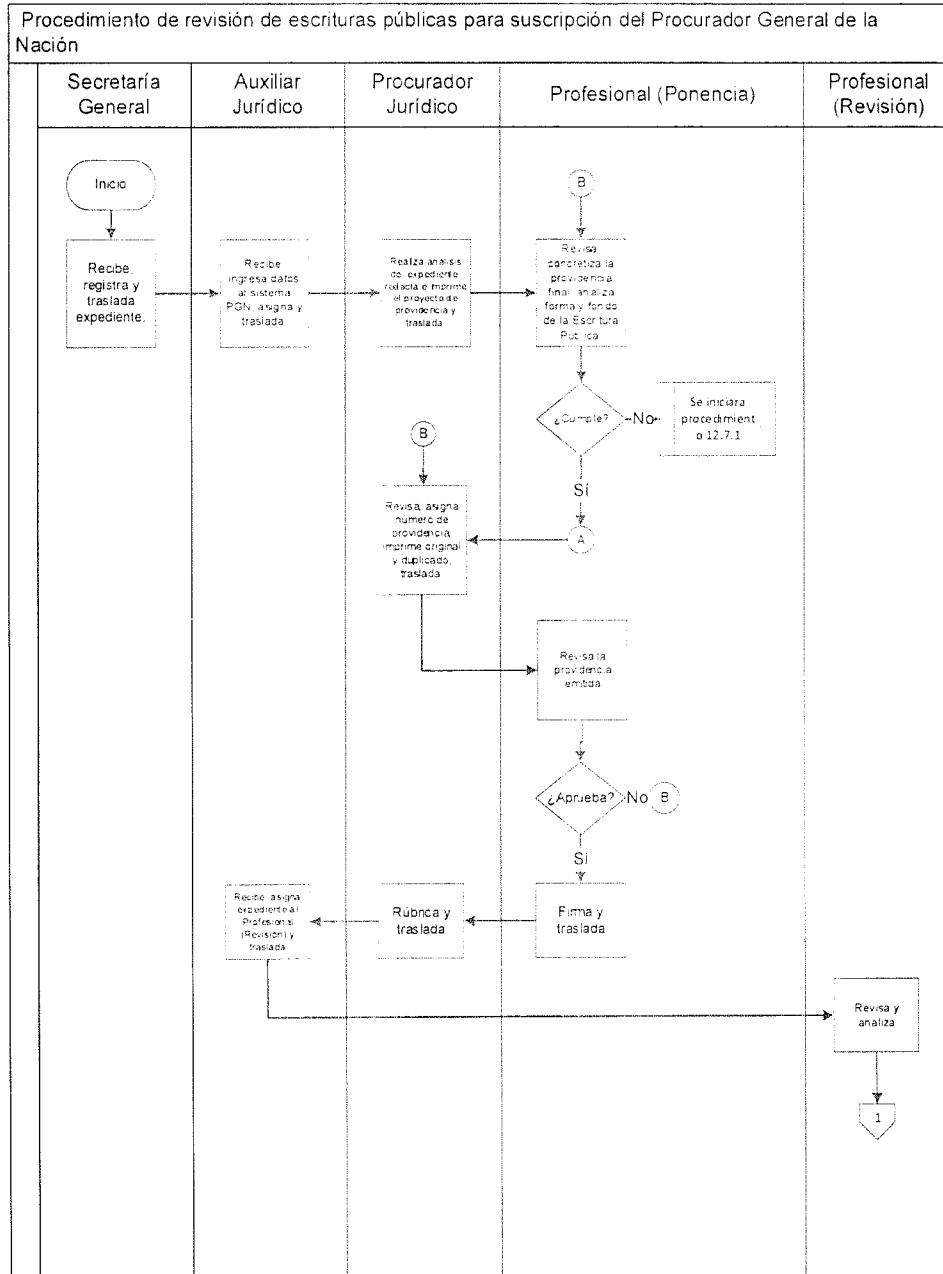 Procedimiento de revisión de escrituras públicas para suscripción del Procurador General de la
Nación
Secretaría
General
Auxiliar
Jurídico
Procurador
Jurídico
Profesional (Ponencia)
Profesional
(Revisión)
Inicio
Recibe,
registra y
traslada
expediente.
Recibe
ingresa datos
al sistema
PGN, asigna y
traslada
Realiza analisis
de expediente
redacta e imprime
el proyecto de
providencia y
traslada
B
Revisa
concretiza la
providencia
final, analiza
forma y fondo
de la Escritura
Pública
¿Cumple?
No
Se iniciara
procedimient
o 12.7.1
Sí
A
B
Revisa, asigna
número de
providencia,
imprime original
y duplicado,
traslada
Revisa la
providencia
emitida
¿Aprueba?
No
B
Sí
Firma y
traslada
Rúbrica y
traslada
Recibe, asigna
expediente al
Profesional
(Revisión) y
traslada
Revisa y
analiza
1